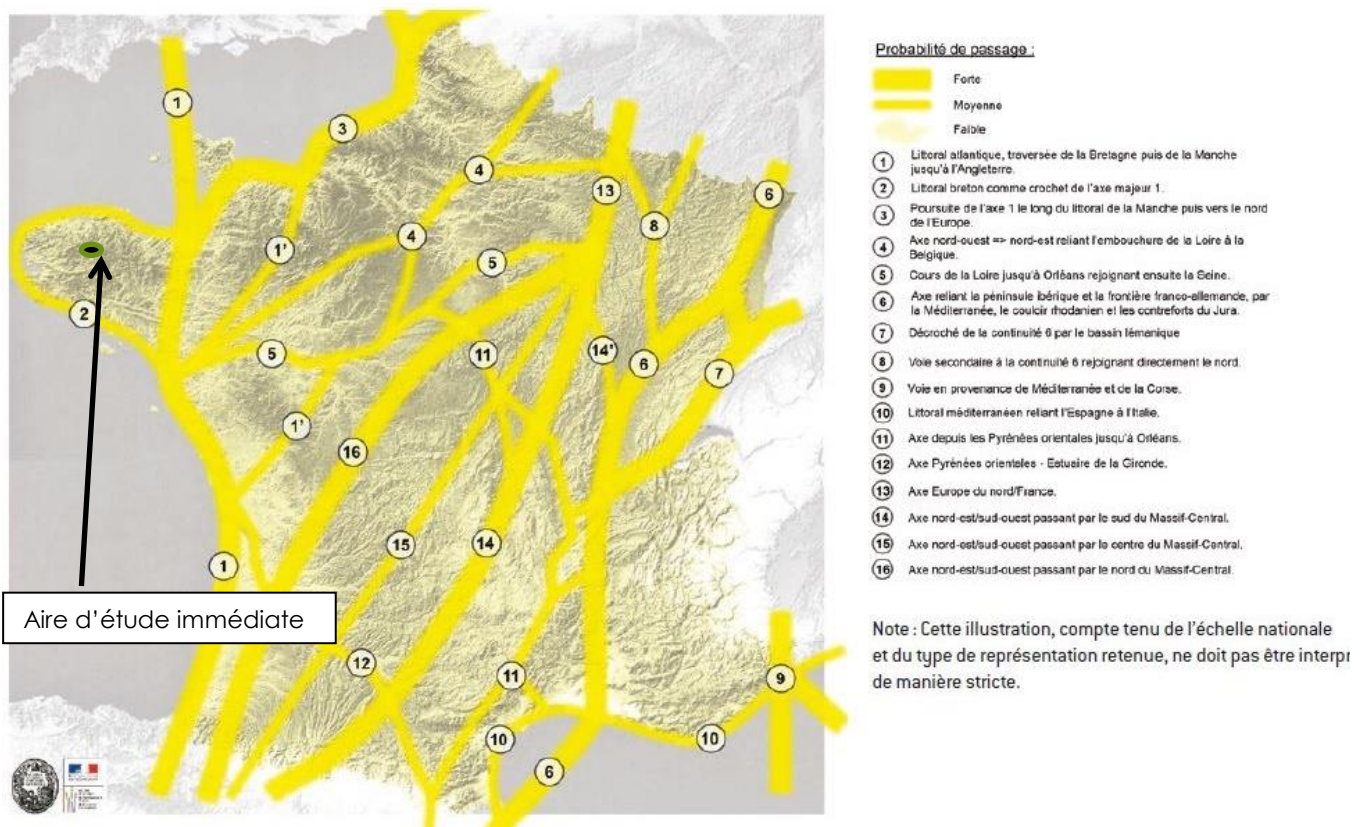 1
3
4
13
6
1'
4
8
5
2
5
11
14'
6
7
1'
16
15
14
1
Aire d’étude immédiate
12
11
9
10
10
6
Probabilité de passage :
Forte
Moyenne
Faible
1 Littoral atlantique, traversée de la Bretagne puis de la Manche
jusqu'à l'Angleterre.
2 Littoral breton comme crochet de l'axe majeur 1.
3 Poursuite de l'axe 1 le long du littoral de la Manche puis vers le nord
de l'Europe.
4 Axe nord-ouest => nord-est reliant l'embouchure de la Loire à la
Belgique.
5 Cours de la Loire jusqu'à Orléans rejoignant ensuite la Seine.
6 Axe reliant la péninsule ibérique et la frontière franco-allemande, par
la Méditerranée, le couloir rhodanien et les contreforts du Jura.
7 Décroché de la continuité 6 par le bassin lémanique
8 Voie secondaire à la continuité 6 rejoignant directement le nord.
9 Voie en provenance de Méditerranée et de la Corse.
10 Littoral méditerranéen reliant l'Espagne à l'Italie.
11 Axe depuis les Pyrénées orientales jusqu'à Orléans.
12 Axe Pyrénées orientales - Estuaire de la Gironde.
13 Axe Europe du nord/France.
14 Axe nord-est/sud-ouest passant par le sud du Massif-Central.
15 Axe nord-est/sud-ouest passant par le centre du Massif-Central.
16 Axe nord-est/sud-ouest passant par le nord du Massif-Central.
Note : Cette illustration, compte tenu de l'échelle nationale
et du type de représentation retenue, ne doit pas être interpr
de manière stricte.